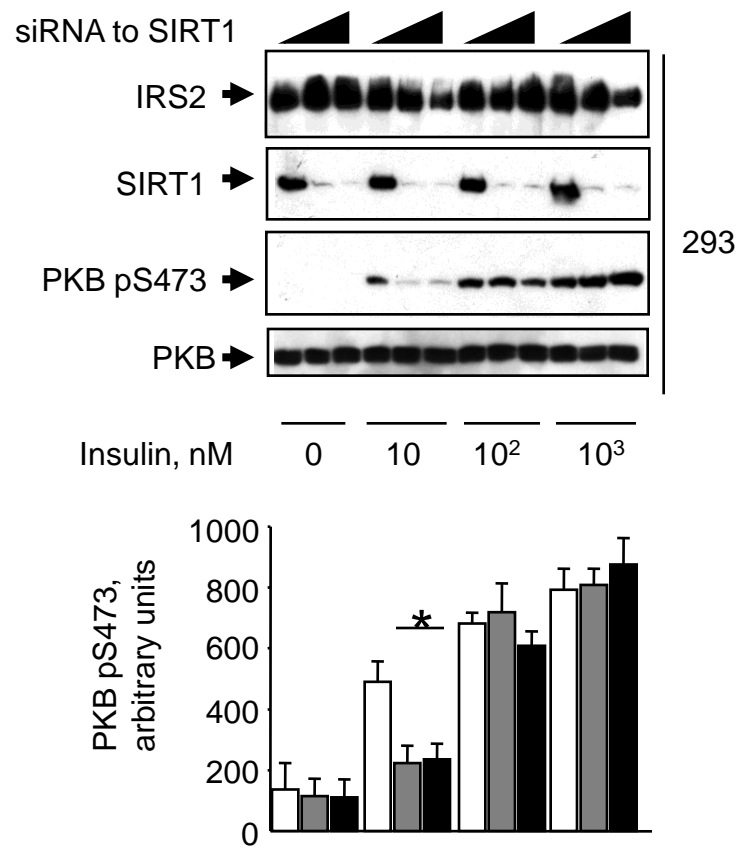 siRNA to SIRT1
IRS2
SIRT1
PKB pS473
PKB
293
Insulin, nM 0 10 10² 10³
PKB pS473,
arbitrary units
1000
800
600
400
200
0
*